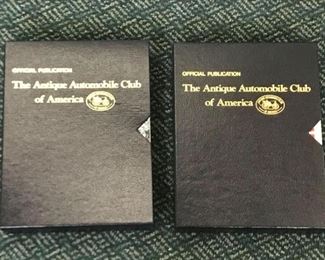 OFFICIAL PUBLICATION
The Antique Automobile Club
of America
OFFICIAL PUBLICATION
The Antique Automobile Club
of America